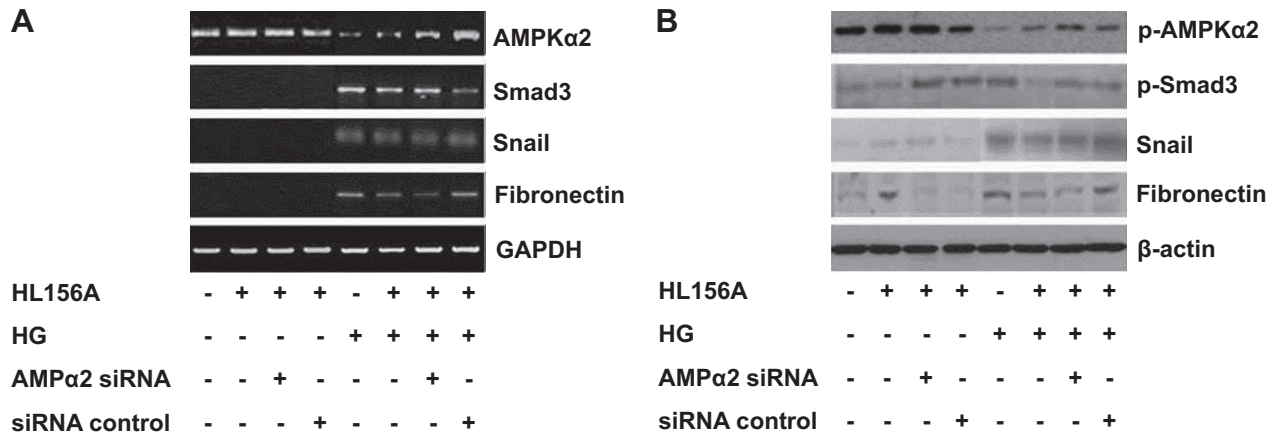 A
AMPKα2
Smad3
Snail
Fibronectin
GAPDH
HL156A - + + + - + + +
HG - - - - + + + +
AMPα2 siRNA - - + - - - + -
siRNA control - - - + - - - +
B
p-AMPKα2
p-Smad3
Snail
Fibronectin
β-actin
HL156A - + + + - + + +
HG - - - - + + + +
AMPα2 siRNA - - + - - - + -
siRNA control - - - + - - - +